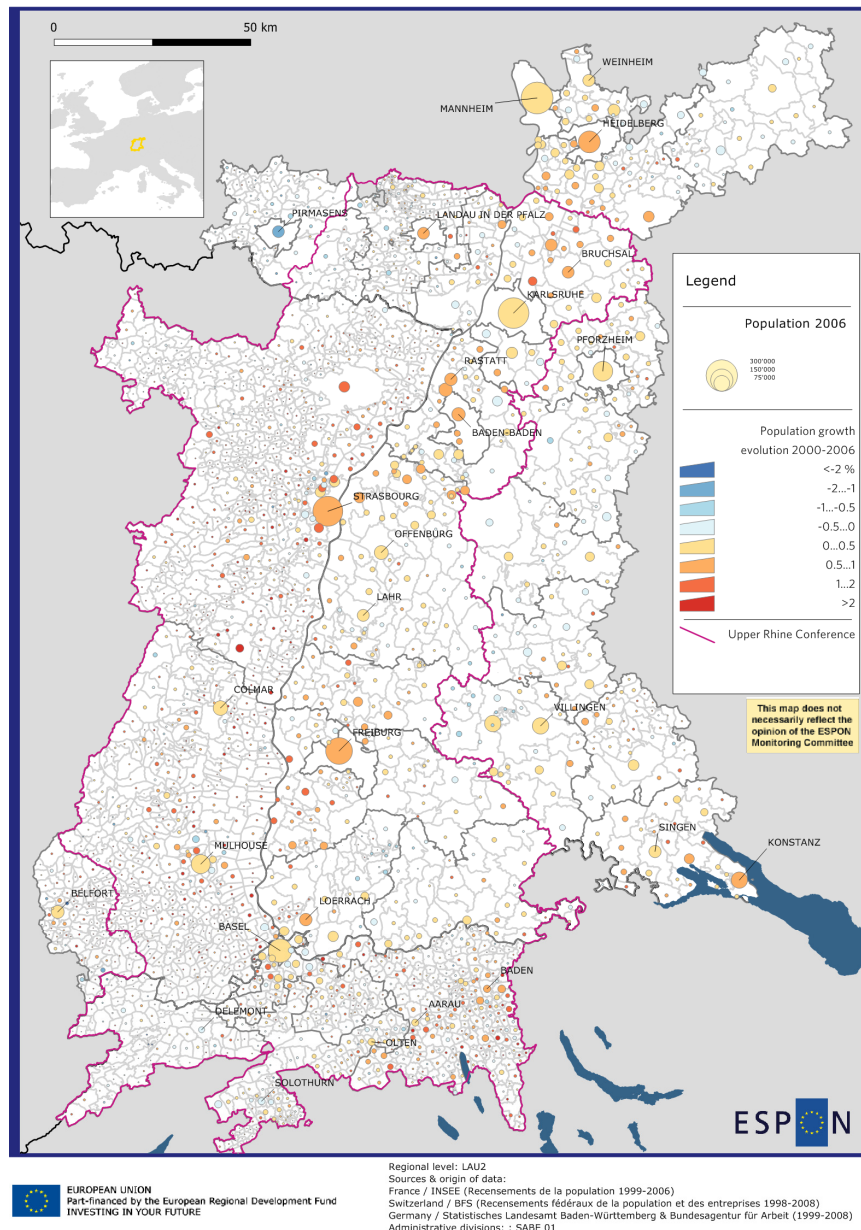 0
50 km
WEINHEIM
MANNHEIM
HEIDELBERG
PIRMASENS
LANDAU IN DER PFALZ
BRUCHSAL
KARLSRUHE
PFORZHEIM
RASTATT
BADEN-BADEN
STRASBOURG
OFFENBURG
LAHR
COLMAR
VILLINGEN
FREIBURG
SINGEN
KONSTANZ
MULHOUSE
BELFORT
LOERRACH
BASEL
BADEN
AARAU
DELEMONT
OLTEN
SOLOTHURN
Legend
Population 2006
300'000
150'000
75'000
Population growth
evolution 2000-2006
<-2 %
-2...-1
-1...-0.5
-0.5...0
0...0.5
0.5...1
1...2
>2
Upper Rhine Conference
This map does not
necessarily reflect the
opinion of the ESPON
Monitoring Committee
ESPON
EUROPEAN UNION
Part-financed by the European Regional Development Fund
INVESTING IN YOUR FUTURE
Regional level: LAU2
Sources & origin of data:
France / INSEE (Recensements de la population 1999-2006)
Switzerland / BFS (Recensements fédéraux de la population et des entreprises 1998-2008)
Germany / Statistisches Landesamt Baden-Württemberg & Bundesagentur für Arbeit (1999-2008)
Administrative divisions: : SABE 01